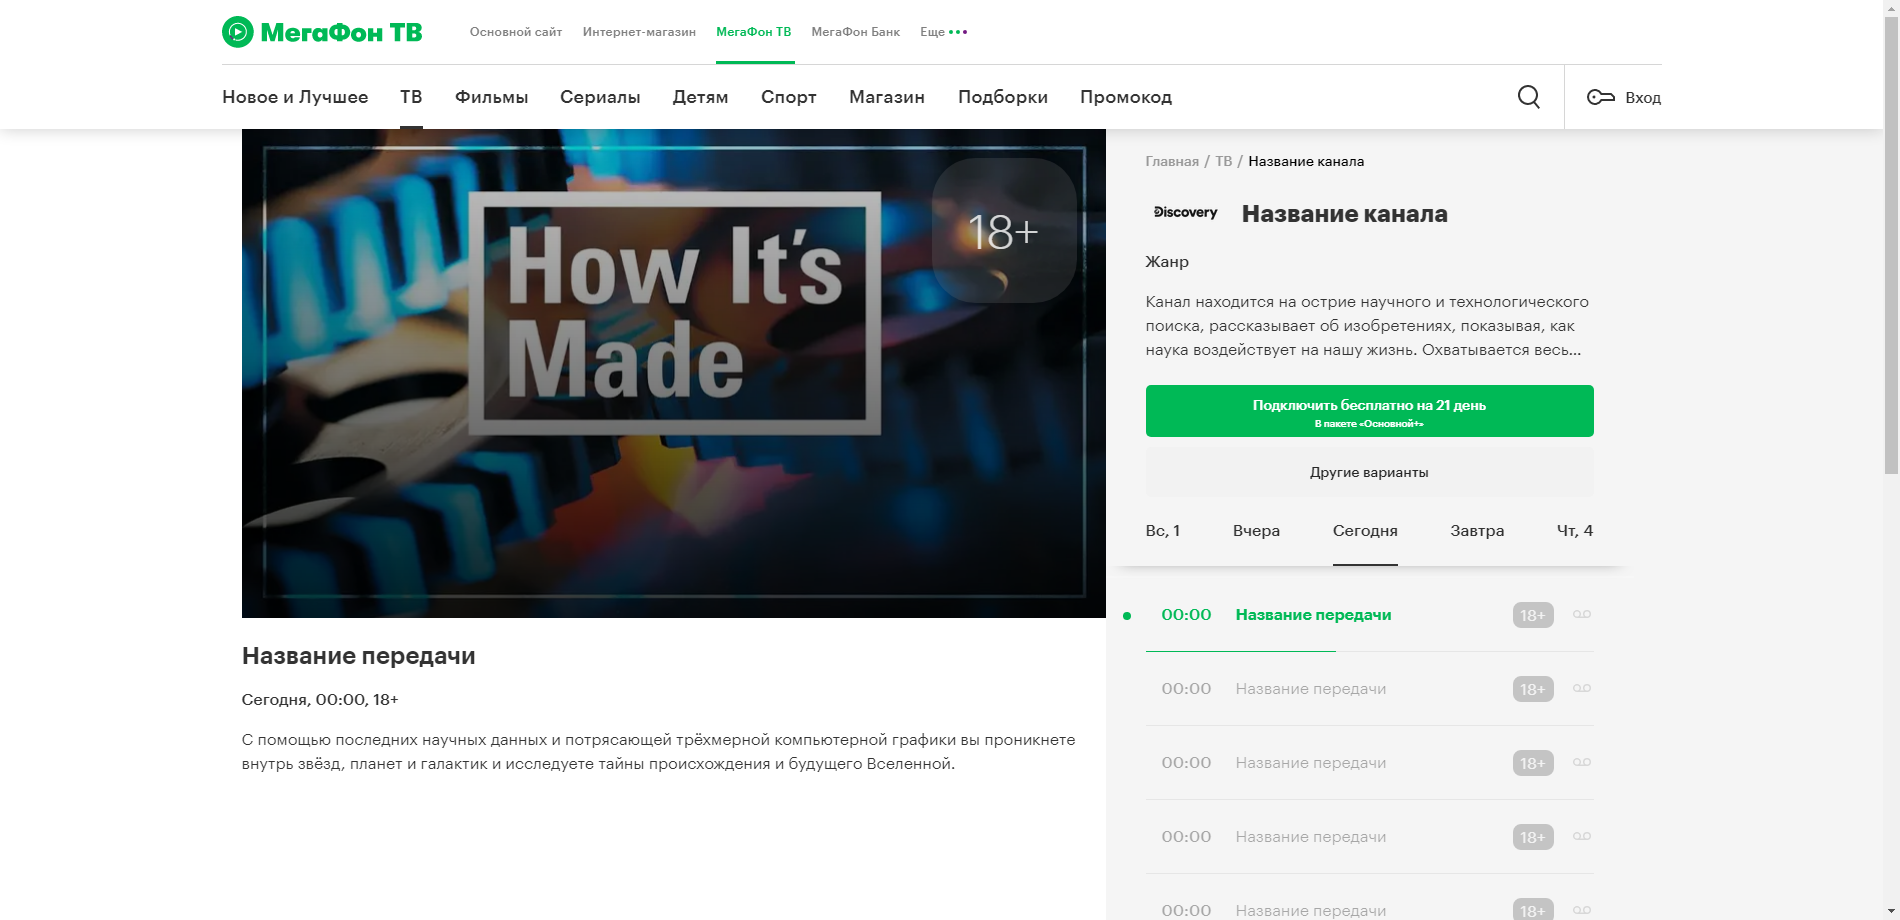 МегаФон ТВ
Основной сайт Интернет-магазин МегаФон ТВ МегаФон Банк Еще
Новое и Лучшее ТВ Фильмы Сериалы Детям Спорт Магазин Подборки Промокод Вход
How It's
Made
18+
Название передачи
Сегодня, 00:00, 18+
С помощью последних научных данных и потрясающей трёхмерной компьютерной графики вы проникнете
внутрь звёзд, планет и галактик и исследуете тайны происхождения и будущего Вселенной.
Главная / ТВ / Название канала
Discovery Название канала
Жанр
Канал находится на острие научного и технологического
поиска, рассказывает об изобретениях, показывая, как
наука воздействует на нашу жизнь. Охватывается весь...
Подключить бесплатно на 21 день
В пакете «Основной+»
Другие варианты
Вс, 1 Вчера Сегодня Завтра Чт, 4
00:00 Название передачи 18+
00:00 Название передачи 18+
00:00 Название передачи 18+
00:00 Название передачи 18+
00:00 Название передачи 18+